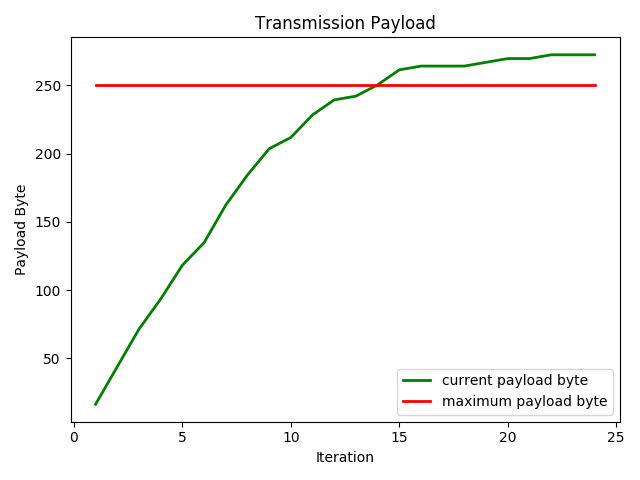 Transmission Payload
Payload Byte
250
200
150
100
50
current payload byte
maximum payload byte
0 5 10 15 20 25
Iteration